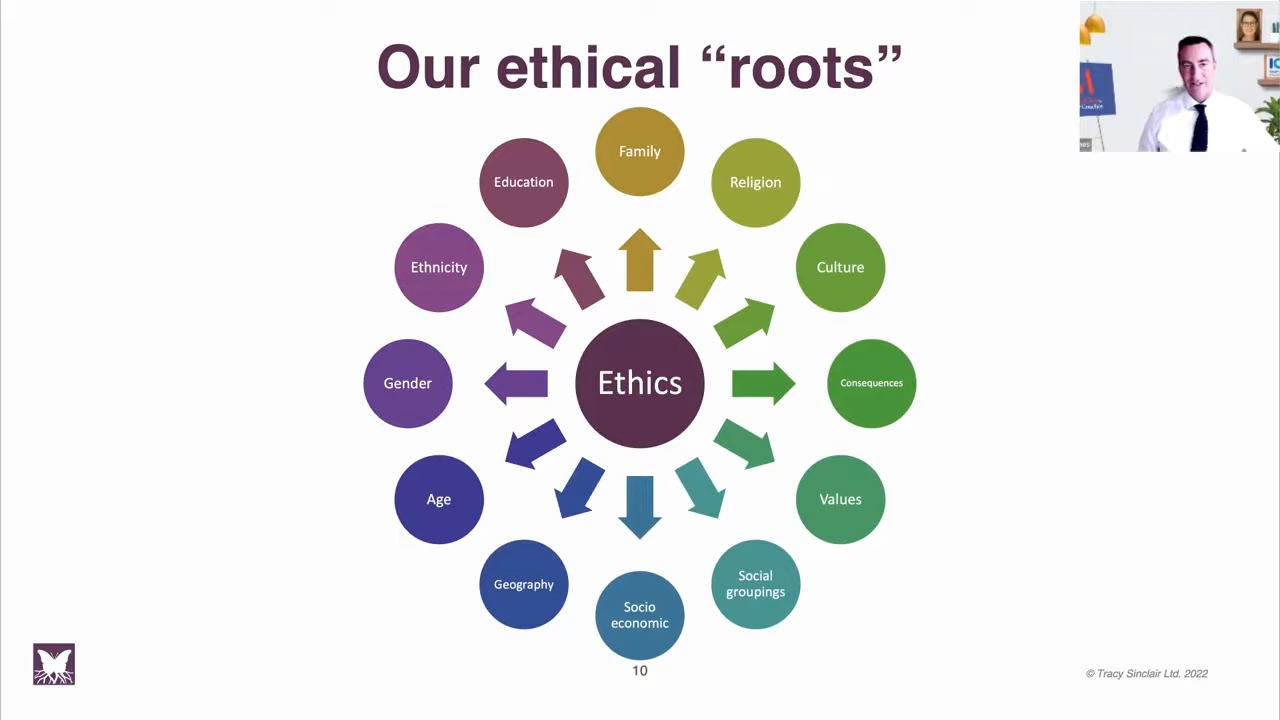 Our ethical “roots”
Family
Religion
Culture
Consequences
Values
Social
groupings
Socio
economic
Geography
Age
Gender
Ethnicity
Education
Ethics
10
© Tracy Sinclair Ltd. 2022